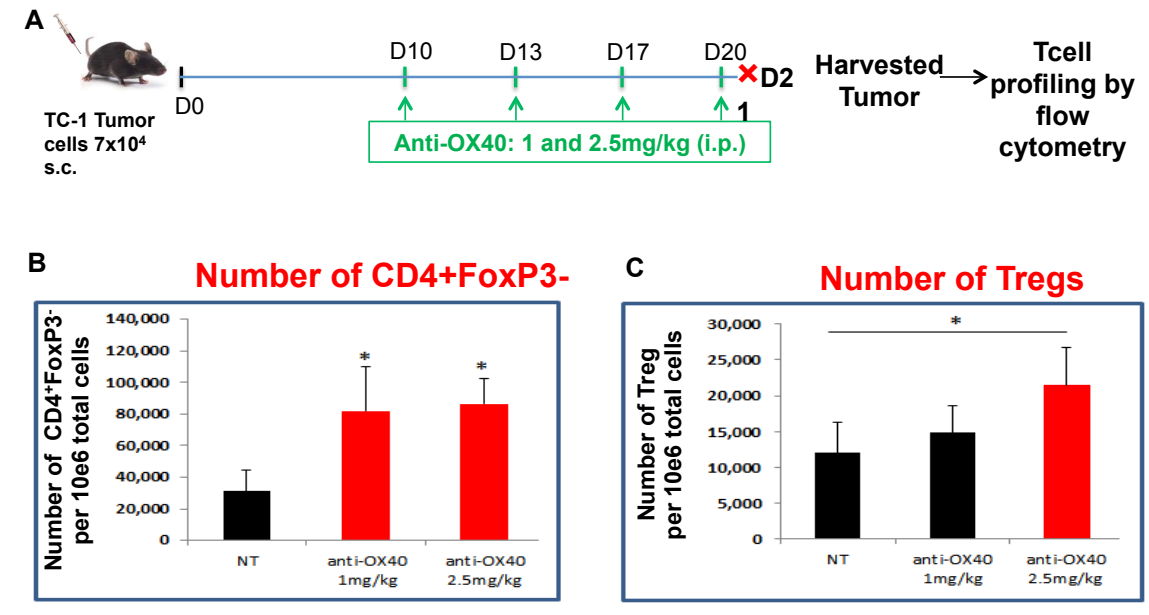 A
D10
D13
D17
D20
D0
D2
1
TC-1 Tumor
cells 7x10⁴
s.c.
Anti-OX40: 1 and 2.5mg/kg (i.p.)
Harvested
Tumor
Tcell
profiling by
flow
cytometry
B
Number of CD4+FoxP3-
Number of CD4⁺FoxP3⁻
per 10e6 total cells
140,000
120,000
100,000
80,000
60,000
40,000
20,000
0
*
*
NT
anti-OX40
1mg/kg
anti-OX40
2.5mg/kg
C
Number of Tregs
Number of Treg
per 10e6 total cells
30,000
25,000
20,000
15,000
10,000
5,000
0
*
NT
anti-OX40
1mg/kg
anti-OX40
2.5mg/kg